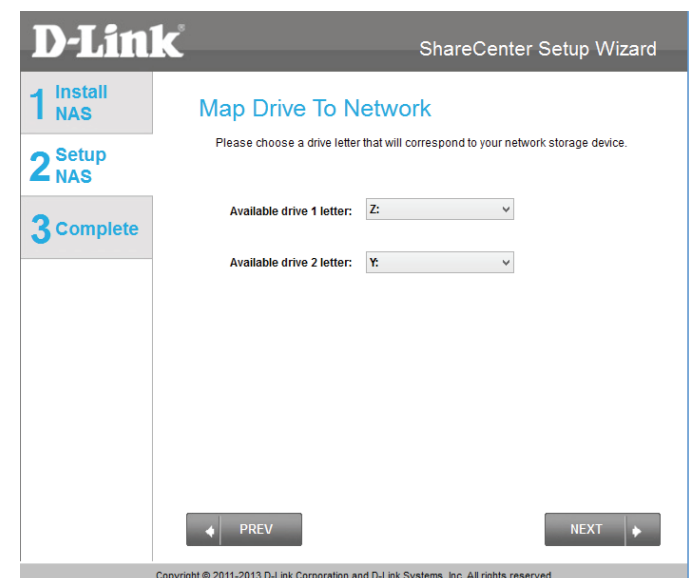 D-Link
ShareCenter Setup Wizard
1 Install
NAS
2 Setup
NAS
3 Complete
Map Drive To Network
Please choose a drive letter that will correspond to your network storage device.
Available drive 1 letter: Z:
Available drive 2 letter: Y:
PREV
NEXT
Copyright © 2011-2013 D-Link Corporation and D-Link Systems, Inc. All rights reserved.